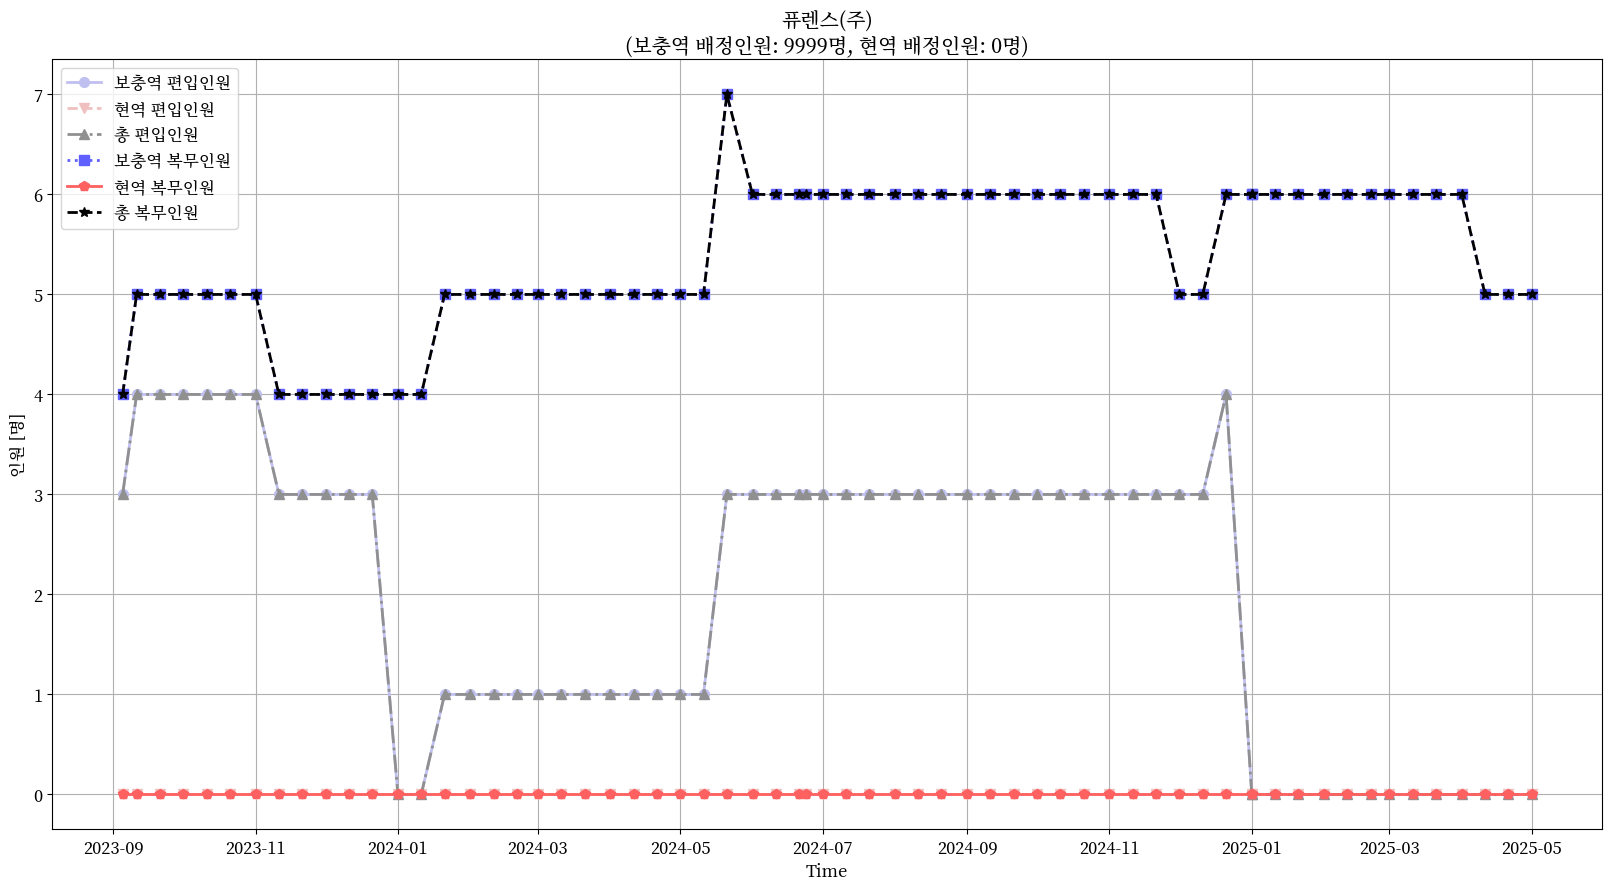 퓨렌스(주)
(보충역 배정인원: 9999명, 현역 배정인원: 0명)
보충역 편입인원
현역 편입인원
총 편입인원
보충역 복무인원
현역 복무인원
총 복무인원
인원 [명]
7
6
5
4
3
2
1
0
2023-09 2023-11 2024-01 2024-03 2024-05 2024-07 2024-09 2024-11 2025-01 2025-03 2025-05
Time